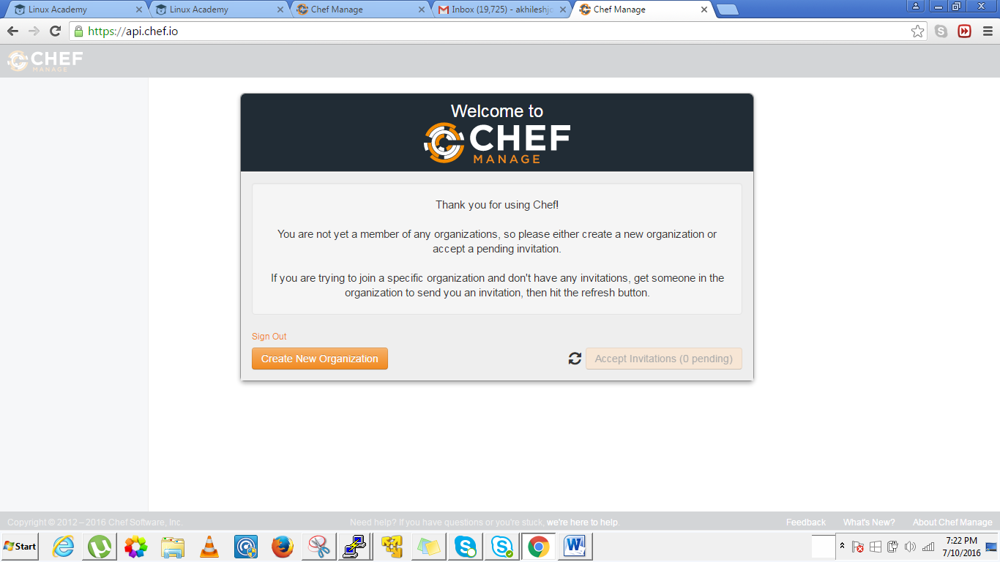 Linux Academy
Linux Academy
Chef Manage
Inbox (19,725) - akhileshjo
Chef Manage
https://api.chef.io
CHEF
MANAGE
Welcome to
CHEF
MANAGE
Thank you for using Chef!
You are not yet a member of any organizations, so please either create a new organization or
accept a pending invitation.
If you are trying to join a specific organization and don't have any invitations, get someone in the
organization to send you an invitation, then hit the refresh button.
Sign Out
Create New Organization
Accept Invitations (0 pending)
Copyright © 2012 – 2016 Chef Software, Inc.
Need help? If you have questions or you're stuck, we're here to help.
Feedback
What's New?
About Chef Manage
Start
7:22 PM
7/10/2016